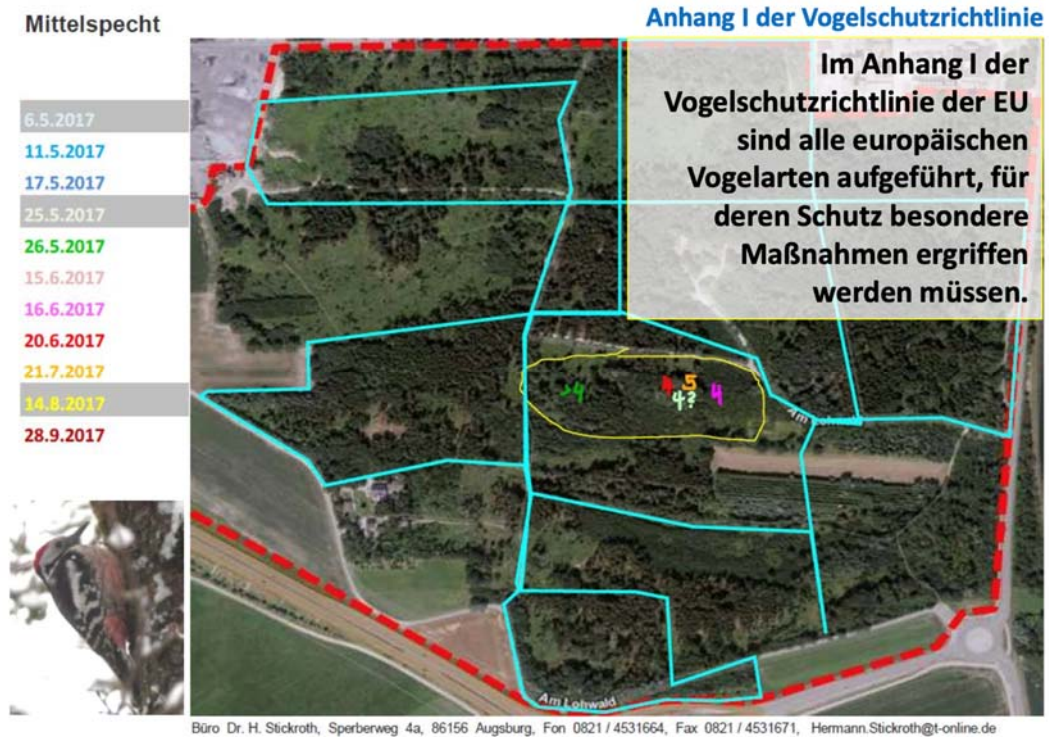 Mittelspecht
Anhang I der Vogelschutzrichtlinie
6.5.2017
11.5.2017
17.5.2017
25.5.2017
26.5.2017
15.6.2017
16.6.2017
20.6.2017
21.7.2017
14.8.2017
28.9.2017
Im Anhang I der
Vogelschutzrichtlinie der EU
sind alle europäischen
Vogelarten aufgeführt, für
deren Schutz besondere
Maßnahmen ergriffen
werden müssen.
4
5
4?
4
Am Lohwald
Am Lohwald
Büro Dr. H. Stickroth, Sperberweg 4a, 86156 Augsburg, Fon 0821 / 4531664, Fax 0821 / 4531671, Hermann.Stickroth@t-online.de